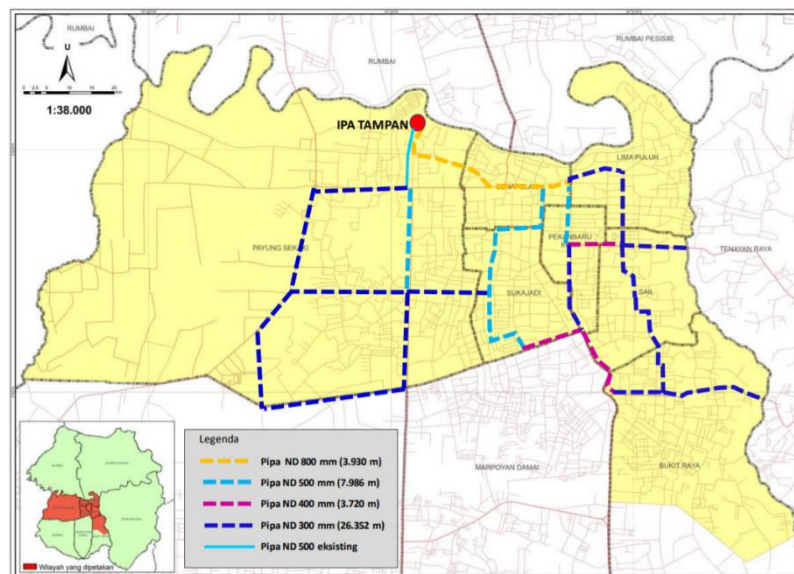 RUMBAI
RUMBAI
RUMBAI PESISIR
U
1:38.000
IPA TAMPAN
LIMA PULUH
PAYUNG SEKAKI
PEKANBARU
TENAYAN RAYA
SUKAJADI
SAIL
MARPOYAN DAMAI
BUKIT RAYA
Legenda
Pipa ND 800 mm (3.930 m)
Pipa ND 500 mm (7.986 m)
Pipa ND 400 mm (3.720 m)
Pipa ND 300 mm (26.352 m)
Pipa ND 500 eksisting
Wilayah yang dipetakan